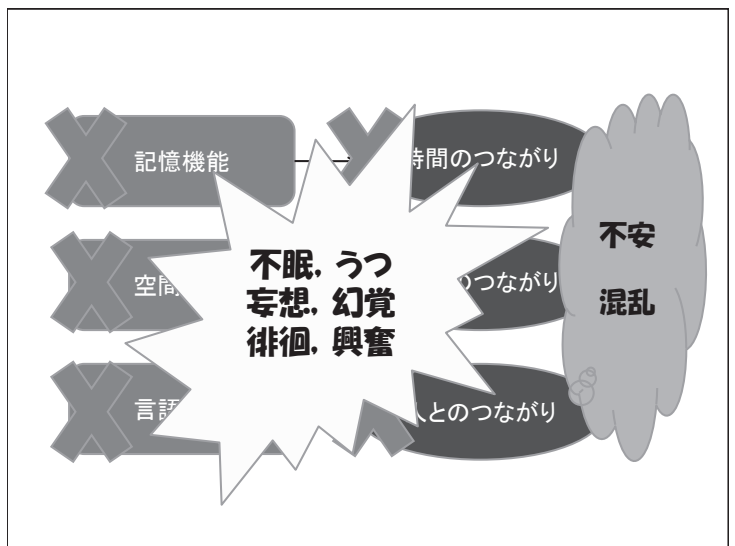 記憶機能
時間のつながり
空間
のつながり
言語
人とのつながり
不眠，うつ
妄想，幻覚
徘徊，興奮
不安
混乱